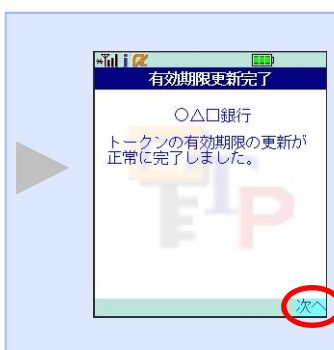 有効期限更新完了
○△□銀行
トークンの有効期限の更新が
正常に完了しました。
OTP
次へ